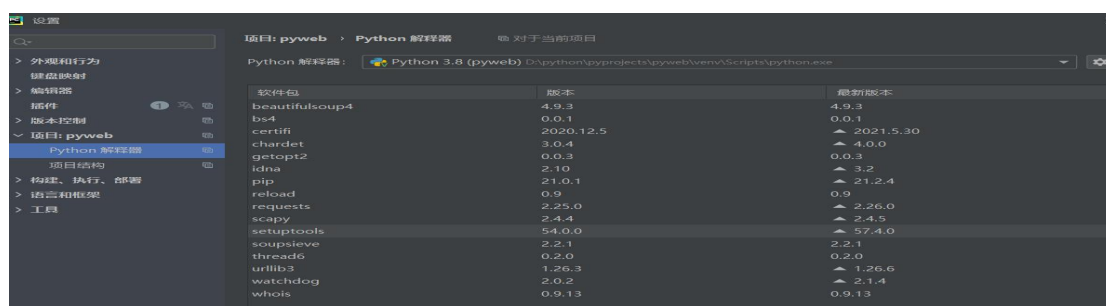 设置
外观和行为
键盘映射
编辑器
插件 1
版本控制
项目: pyweb
Python 解释器
项目结构
构建、执行、部署
语言和框架
工具
项目: pyweb › Python 解释器 对于当前项目
Python 解释器: Python 3.8 (pyweb) D:\python\pyprojects\pyweb\venv\Scripts\python.exe
软件包 版本 最新版本
beautifulsoup4 4.9.3 4.9.3
bs4 0.0.1 0.0.1
certifi 2020.12.5 ▲ 2021.5.30
chardet 3.0.4 ▲ 4.0.0
getopt2 0.0.3 0.0.3
idna 2.10 ▲ 3.2
pip 21.0.1 ▲ 21.2.4
reload 0.9 0.9
requests 2.25.0 ▲ 2.26.0
scapy 2.4.4 ▲ 2.4.5
setuptools 54.0.0 ▲ 57.4.0
soupsieve 2.2.1 2.2.1
thread6 0.2.0 0.2.0
urllib3 1.26.3 ▲ 1.26.6
watchdog 2.0.2 ▲ 2.1.4
whois 0.9.13 0.9.13